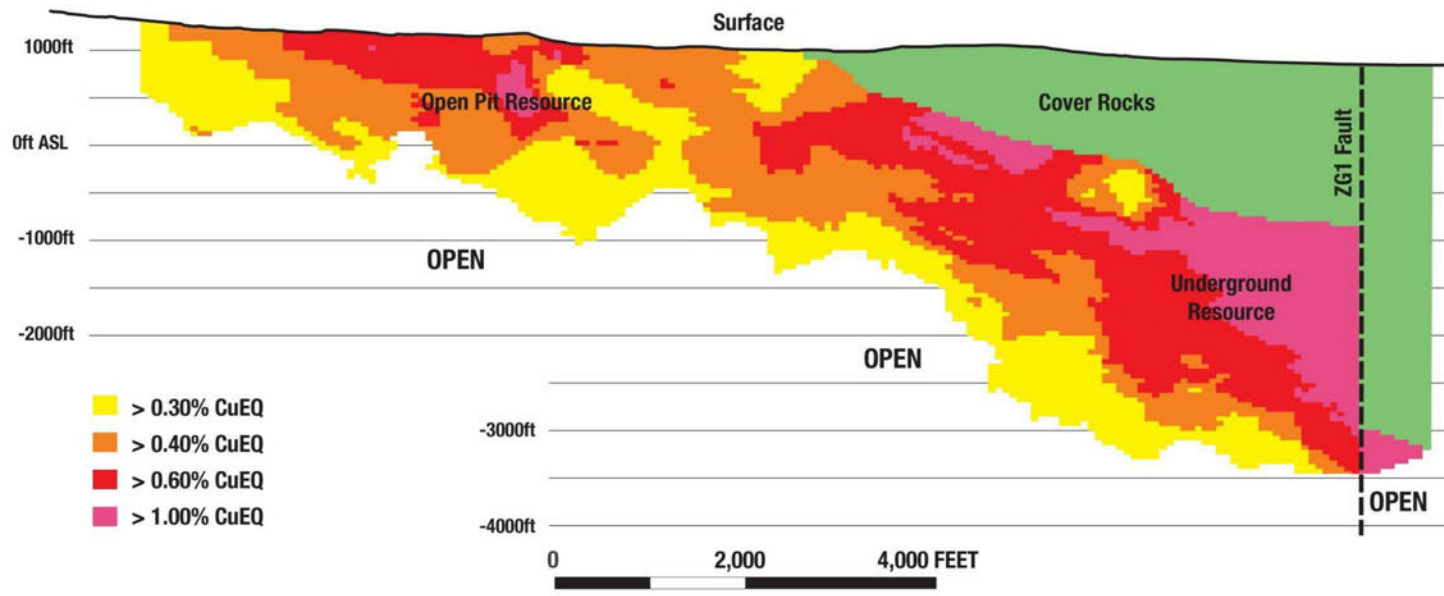 Surface
1000ft
Open Pit Resource
Cover Rocks
0ft ASL
ZG1 Fault
-1000ft
OPEN
Underground
Resource
-2000ft
OPEN
> 0.30% CuEQ
> 0.40% CuEQ
> 0.60% CuEQ
> 1.00% CuEQ
-3000ft
OPEN
-4000ft
0 2,000 4,000 FEET